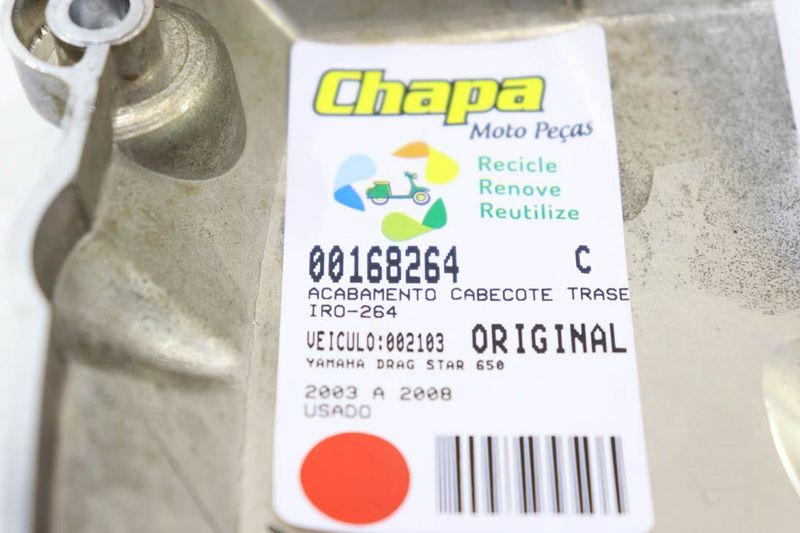 Chapa
Moto Peças
Recicle
Renove
Reutilize
00168264 C
ACABAMENTO CABECOTE TRASE
IRO-264
VEICULO:002103 ORIGINAL
YAMAHA DRAG STAR 650
2003 A 2008
USADO